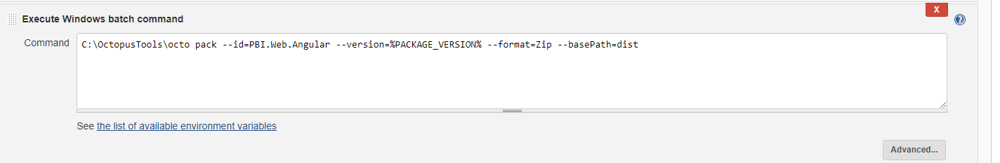 Execute Windows batch command
X
?
Command
C:\OctopusTools\octo pack --id=PBI.Web.Angular --version=%PACKAGE_VERSION% --format=Zip --basePath=dist
See the list of available environment variables
Advanced...